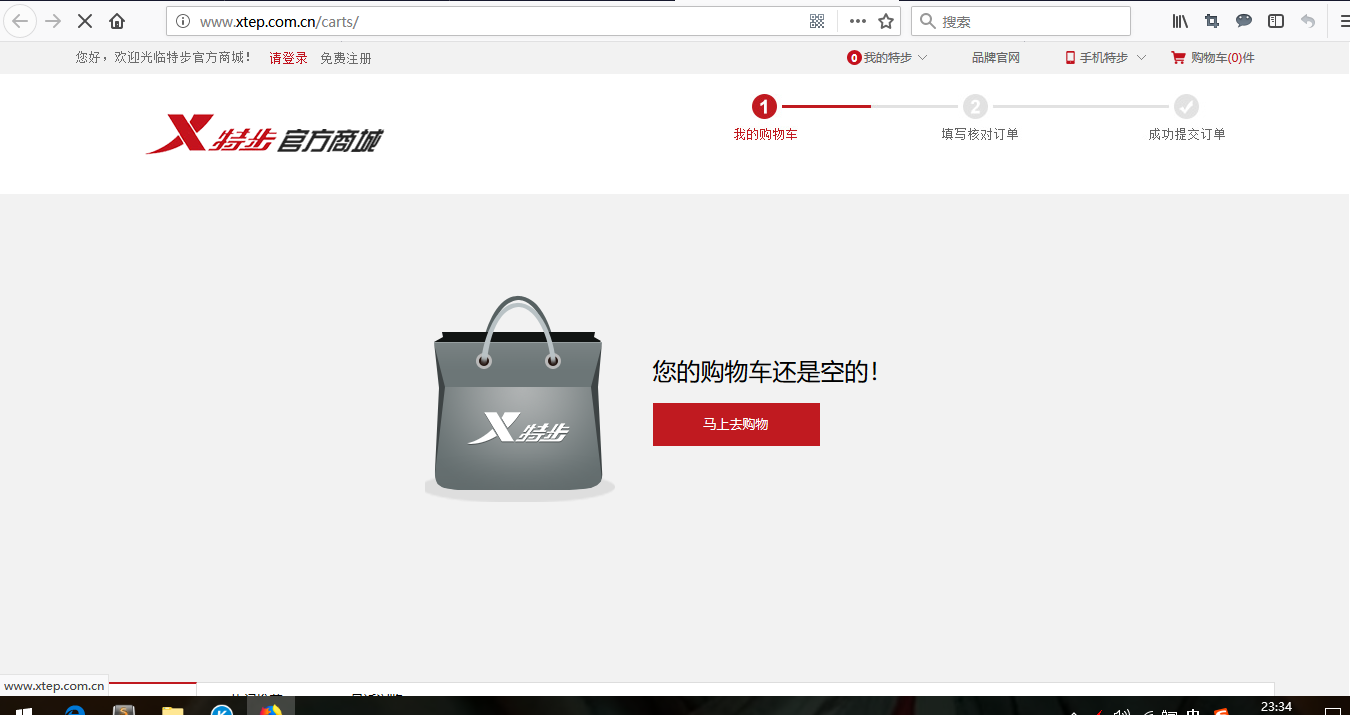 www.xtep.com.cn/carts/
搜索
您好，欢迎光临特步官方商城！ 请登录 免费注册
0 我的特步 品牌官网 手机特步 购物车(0)件
特步 官方商城
1 2
我的购物车 填写核对订单 成功提交订单
您的购物车还是空的！
马上去购物
特步
www.xtep.com.cn
中
23:34